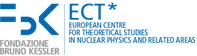 FBK
FONDAZIONE
BRUNO KESSLER
ECT*
EUROPEAN CENTRE
FOR THEORETICAL STUDIES
IN NUCLEAR PHYSICS AND RELATED AREAS